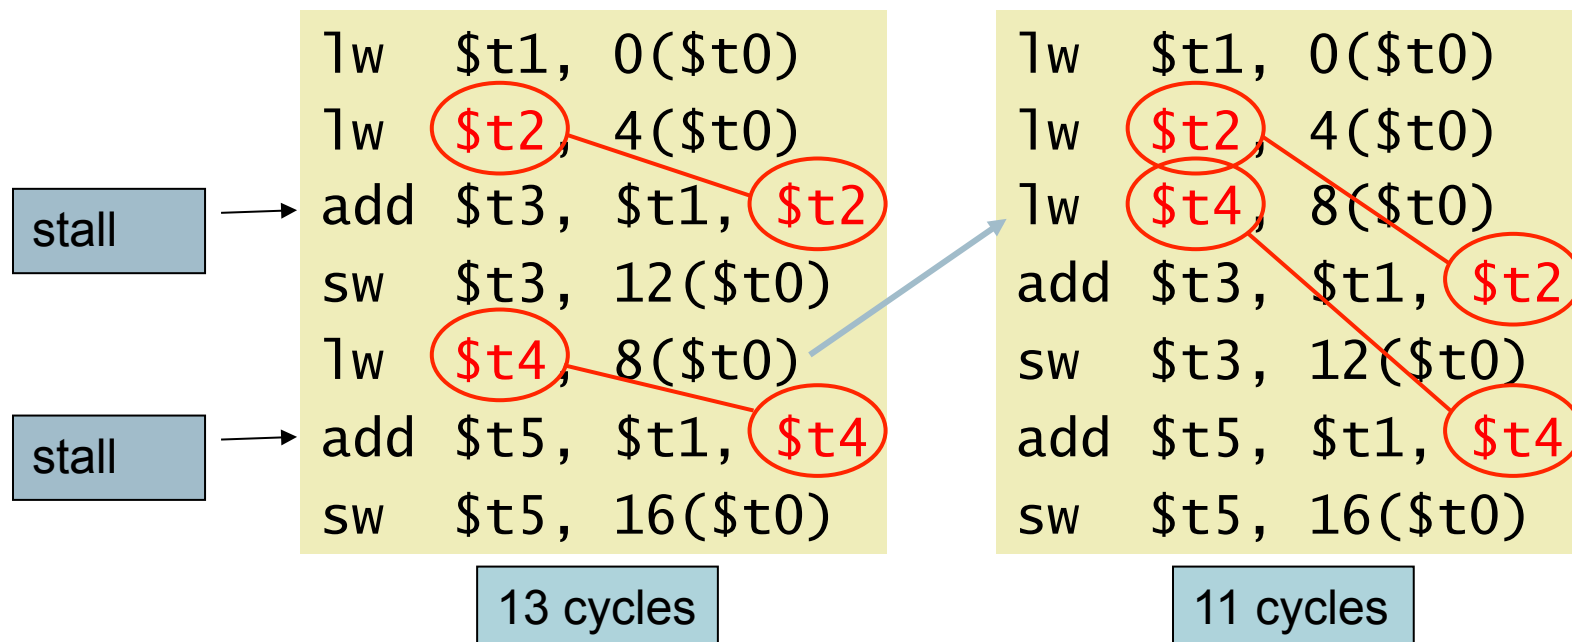 lw $t1, 0($t0)
lw $t2, 4($t0)
stall
add $t3, $t1, $t2
sw $t3, 12($t0)
lw $t4, 8($t0)
stall
add $t5, $t1, $t4
sw $t5, 16($t0)
13 cycles
lw $t1, 0($t0)
lw $t2, 4($t0)
lw $t4, 8($t0)
add $t3, $t1, $t2
sw $t3, 12($t0)
add $t5, $t1, $t4
sw $t5, 16($t0)
11 cycles